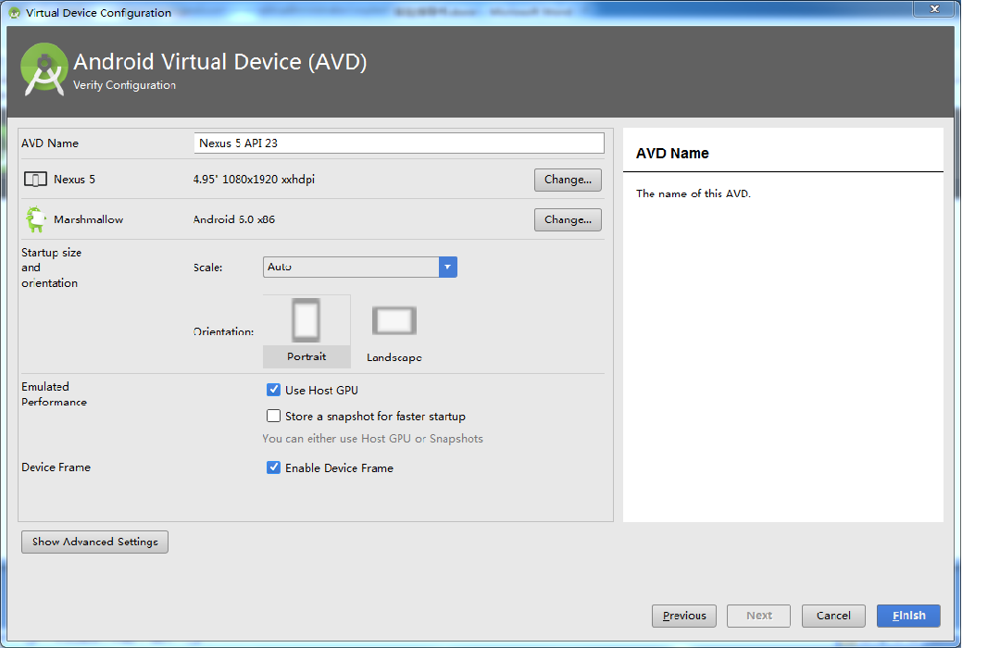 Virtual Device Configuration
Android Virtual Device (AVD)
Verify Configuration
AVD Name
Nexus 5 API 23
Nexus 5
4.95" 1080x1920 xxhdpi
Change...
Marshmallow
Android 6.0 x86
Change...
Startup size
and
orientation
Scale:
Auto
Orientation:
Portrait
Landscape
Emulated
Performance
Use Host GPU
Store a snapshot for faster startup
You can either use Host GPU or Snapshots
Device Frame
Enable Device Frame
Show Advanced Settings
AVD Name
The name of this AVD.
Previous
Next
Cancel
Finish